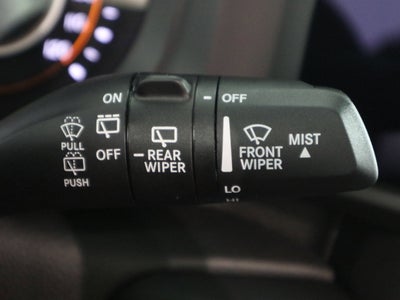 ON
OFF
PULL
OFF
REAR
WIPER
FRONT
WIPER
MIST
PUSH
LO